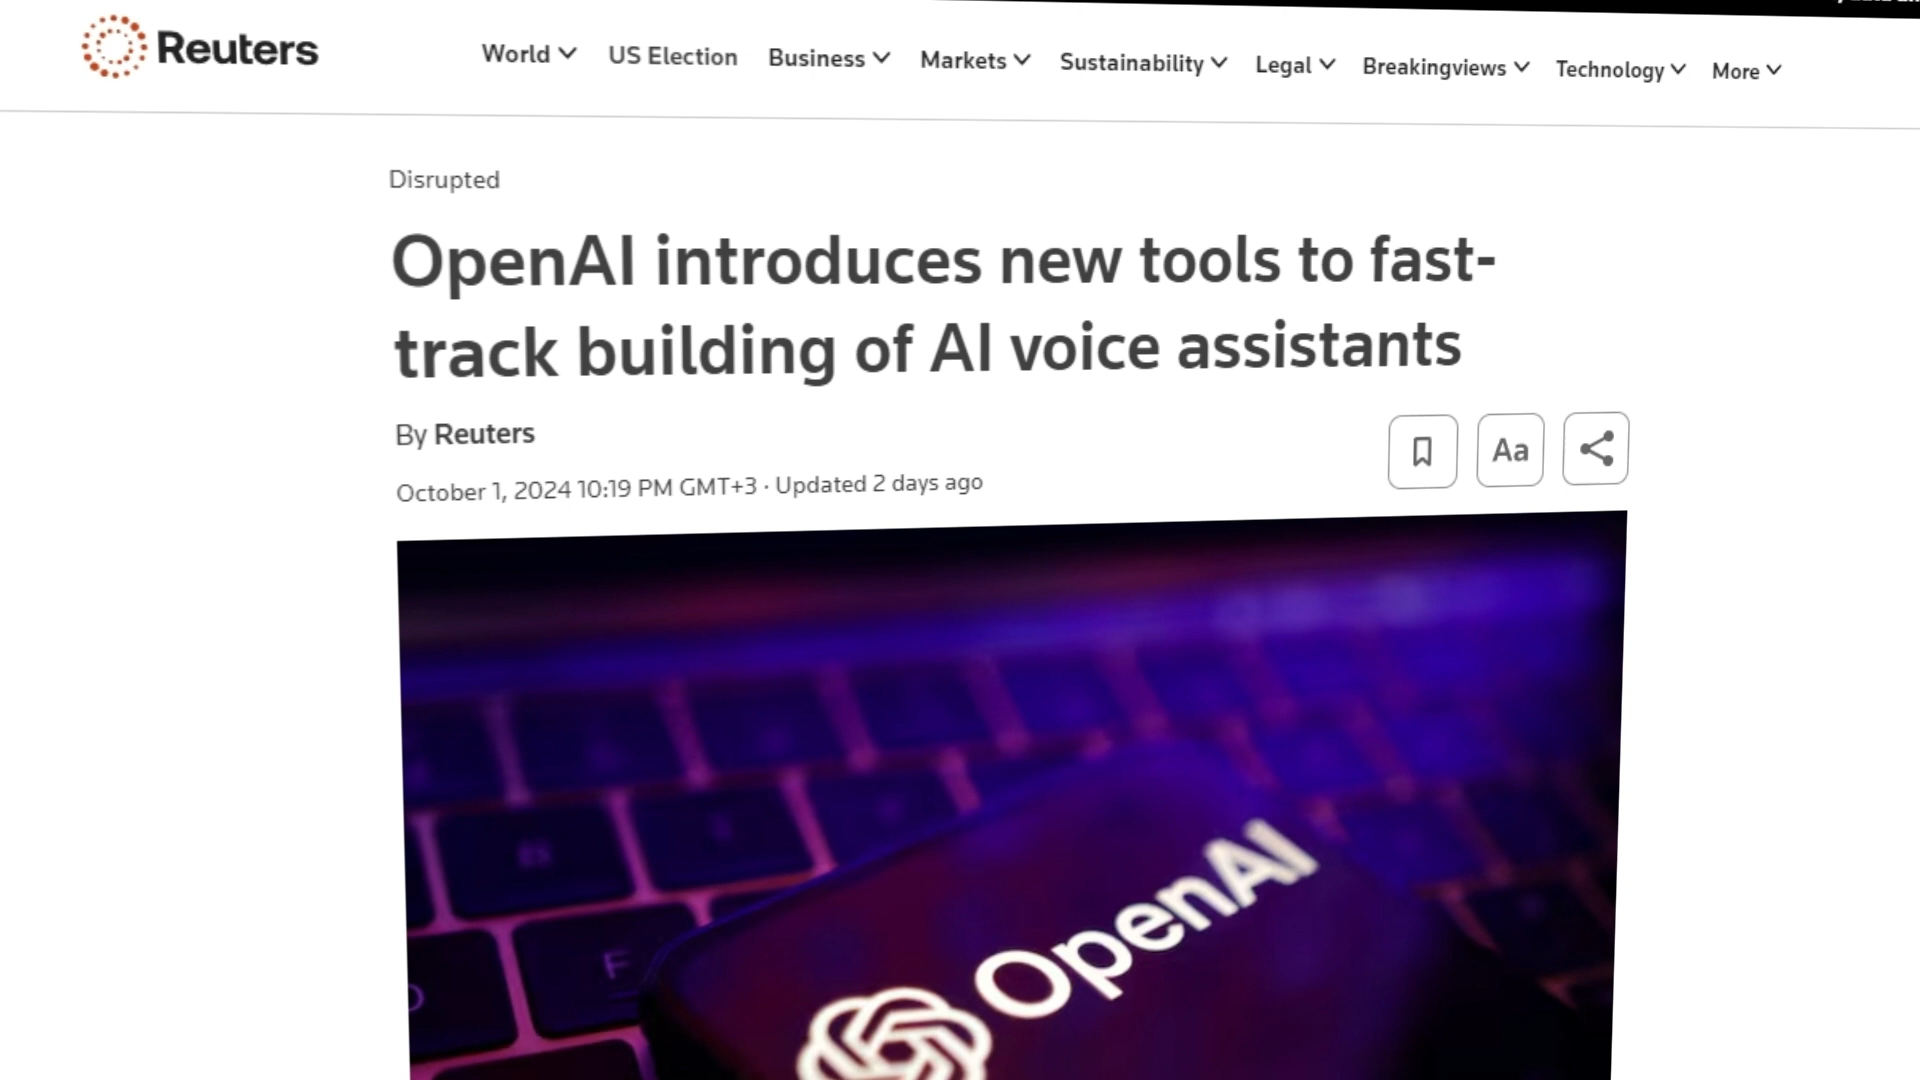 Reuters
World
US Election
Business
Markets
Sustainability
Legal
Breakingviews
Technology
More
Disrupted
OpenAI introduces new tools to fast-
track building of AI voice assistants
By Reuters
October 1, 2024 10:19 PM GMT+3 · Updated 2 days ago
Aa
F
OpenAI